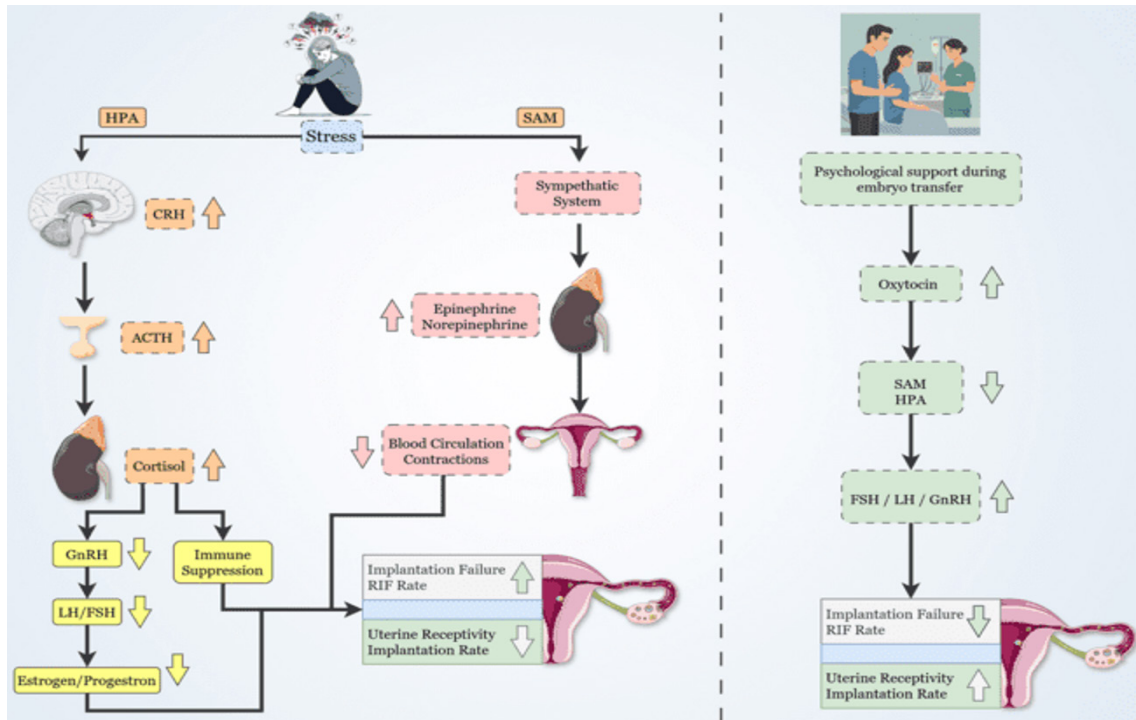 HPA
SAM
Stress
CRH
Sympathatic
System
Epinephrine
Norepinephrine
ACTH
Blood Circulation
Contractions
Cortisol
GnRH
Immune
Suppression
LH/FSH
Estrogen/Progestron
Implantation Failure
RIF Rate
Uterine Receptivity
Implantation Rate
Psychological support during
embryo transfer
Oxytocin
SAM
HPA
FSH / LH / GnRH
Implantation Failure
RIF Rate
Uterine Receptivity
Implantation Rate